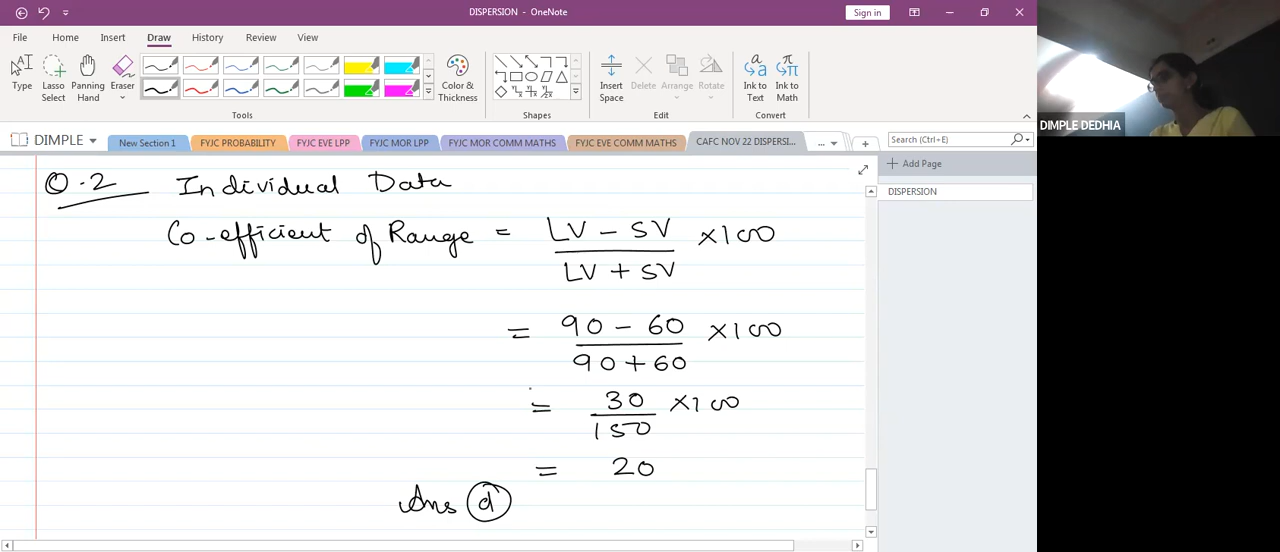 DISPERSION - OneNote
Sign in
File Home Insert Draw History Review View
Type
Lasso Select
Panning Hand
Eraser
Color & Thickness
Insert Space
Delete
Arrange
Rotate
Ink to Text
Ink to Math
Tools
Shapes
Edit
Convert
DIMPLE DEDHIA
DIMPLE
New Section 1
FYJC PROBABILITY
FYJC EVE LPP
FYJC MOR LPP
FYJC MOR COMM MATHS
FYJC EVE COMM MATHS
CAFC NOV 22 DISPERSI...
...
Search (Ctrl+E)
Add Page
DISPERSION
Q.2 Individual Data
Co-efficient of Range = LV - SV ×100
LV + SV
= 90 - 60 ×100
90 + 60
= 30 ×100
150
= 20
Ans d